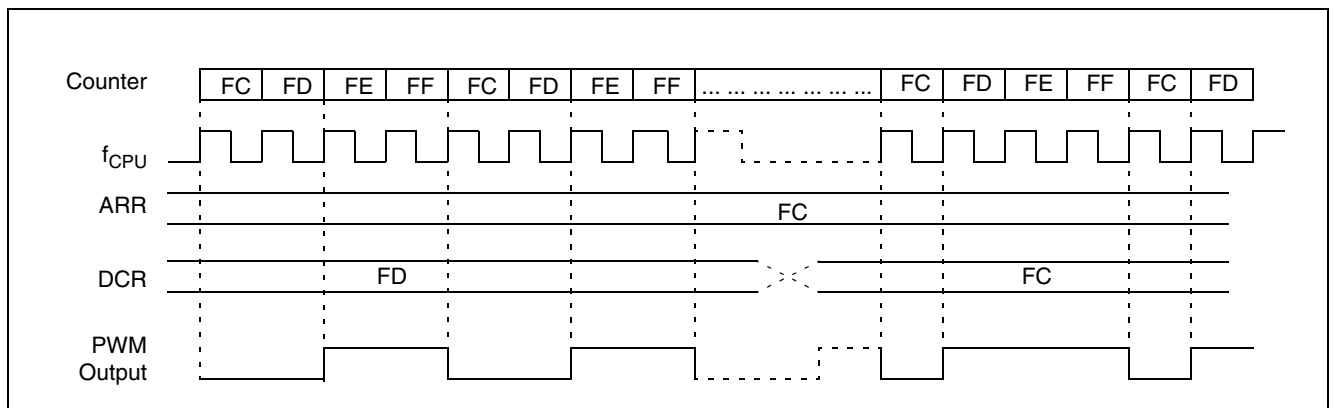 Counter FC FD FE FF FC FD FE FF ... ... ... ... ... ... ... FC FD FE FF FC FD
fCPU
ARR FC
DCR FD FC
PWM
Output